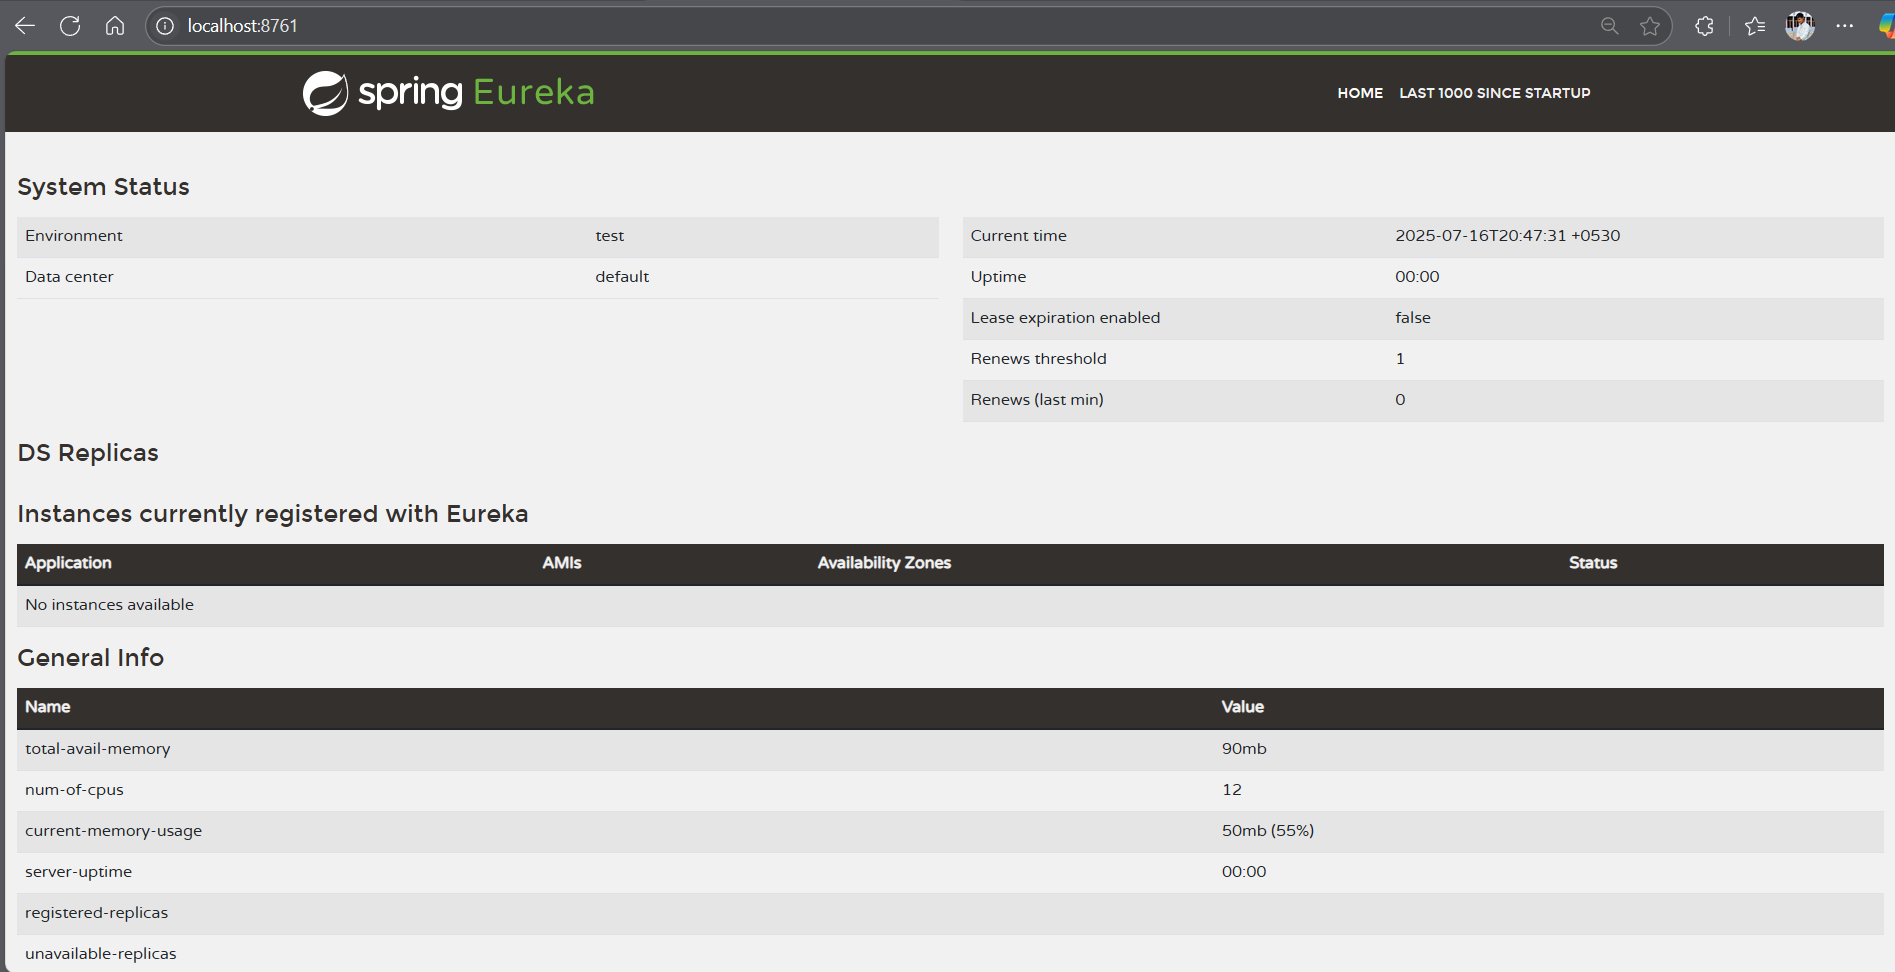 localhost:8761
spring Eureka
HOME LAST 1000 SINCE STARTUP
System Status
Environment test
Data center default
Current time 2025-07-16T20:47:31 +0530
Uptime 00:00
Lease expiration enabled false
Renews threshold 1
Renews (last min) 0
DS Replicas
Instances currently registered with Eureka
Application AMIs Availability Zones Status
No instances available
General Info
Name Value
total-avail-memory 90mb
num-of-cpus 12
current-memory-usage 50mb (55%)
server-uptime 00:00
registered-replicas
unavailable-replicas